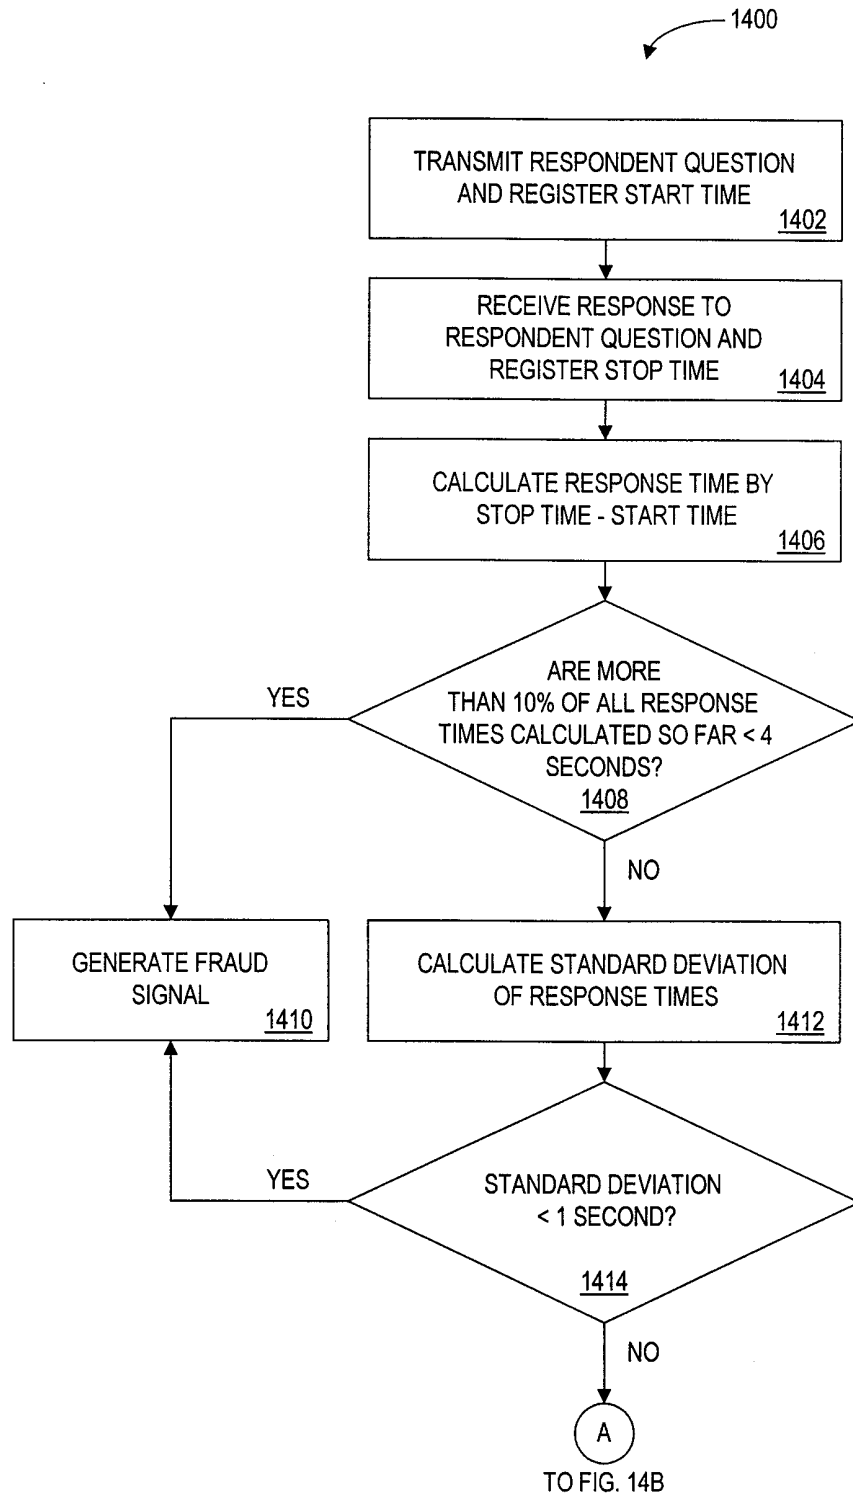 1400
TRANSMIT RESPONDENT QUESTION
AND REGISTER START TIME
1402
RECEIVE RESPONSE TO
RESPONDENT QUESTION AND
REGISTER STOP TIME
1404
CALCULATE RESPONSE TIME BY
STOP TIME - START TIME
1406
ARE MORE
THAN 10% OF ALL RESPONSE
TIMES CALCULATED SO FAR < 4
SECONDS?
1408
YES
NO
GENERATE FRAUD
SIGNAL
1410
CALCULATE STANDARD DEVIATION
OF RESPONSE TIMES
1412
YES
STANDARD DEVIATION
< 1 SECOND?
1414
NO
A
TO FIG. 14B